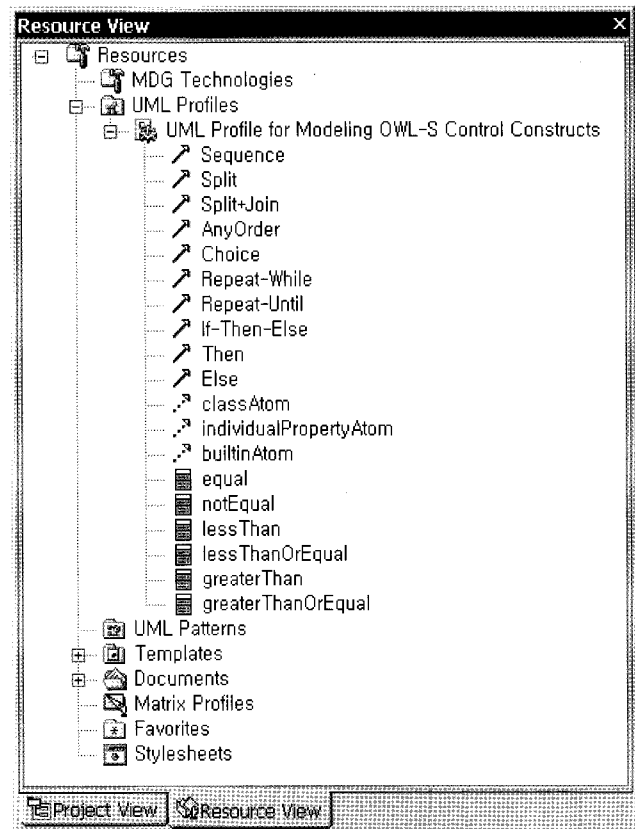 Resource View
Resources
MDG Technologies
UML Profiles
UML Profile for Modeling OWL-S Control Constructs
Sequence
Split
Split+Join
AnyOrder
Choice
Repeat-While
Repeat-Until
If-Then-Else
Then
Else
classAtom
individualPropertyAtom
builtinAtom
equal
notEqual
lessThan
lessThanOrEqual
greaterThan
greaterThanOrEqual
UML Patterns
Templates
Documents
Matrix Profiles
Favorites
Stylesheets
Project View Resource View